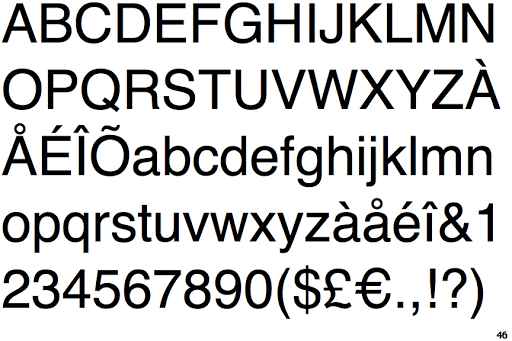 ABCDEFGHIJKLMN
OPQRSTUVWXYZÀ
ÅÉÎÕabcdefghijklmn
opqrstuvwxyzàåéî&1
234567890($£€.,!?)
46